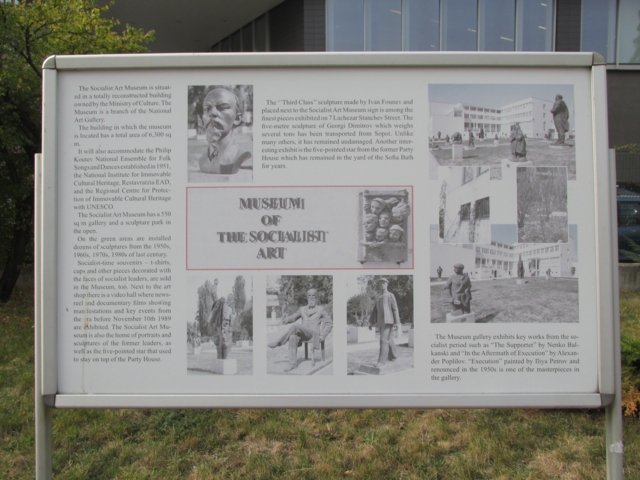 The Socialist Art Museum is situat-
ed in a totally reconstructed building
owned by the Ministry of Culture. The
Museum is a branch of the National
Art Gallery.
The building in which the museum
is located has a total area of 6,300 sq
m.
It will also accommodate the Philip
Koutev National Ensemble for Folk
Songs and Dances established in 1951,
the National Institute for Immovable
Cultural Heritage, Restavratsia EAD,
and the Regional Centre for Protec-
tion of Immovable Cultural Heritage
with UNESCO.
The Socialist Art Museum has a 550
sq m gallery and a sculpture park in
the open.
On the green areas are installed
dozens of sculptures from the 1950s,
1960s, 1970s, 1980s of last century.
Socialist-time souvenirs – t-shirts,
caps and other pieces decorated with
the faces of socialist leaders, are sold
in the Museum, too. Next to the art
shop there is a video hall where news-
reel and documentary films showing
manifestations and key events from
the era before November 10th 1989
are exhibited. The Socialist Art Mu-
seum is also the home of portraits and
sculptures of the former leaders, as
well as the five-pointed star that used
to stay on top of the Party House.
The "Third Class" sculpture made by Ivan Founev and
placed next to the Socialist Art Museum sign is among the
finest pieces exhibited on 7 Lachezar Stanchev Street. The
five-metre sculpture of Georgi Dimitrov which weighs
several tons has been transported from Sopot. Unlike
many others, it has remained undamaged. Another inter-
esting exhibit is the five-pointed star from the former Party
House which has remained in the yard of the Sofia Bath
for years.
MUSEUM
OF
THE SOCIALIST
ART
The Museum gallery exhibits key works from the so-
cialist period such as "The Supporter" by Nenko Bal-
kanski and "In the Aftermath of Execution" by Alexan-
der Poplilov. "Execution" painted by Iliya Petrov and
renounced in the 1950s is one of the masterpieces in
the gallery.